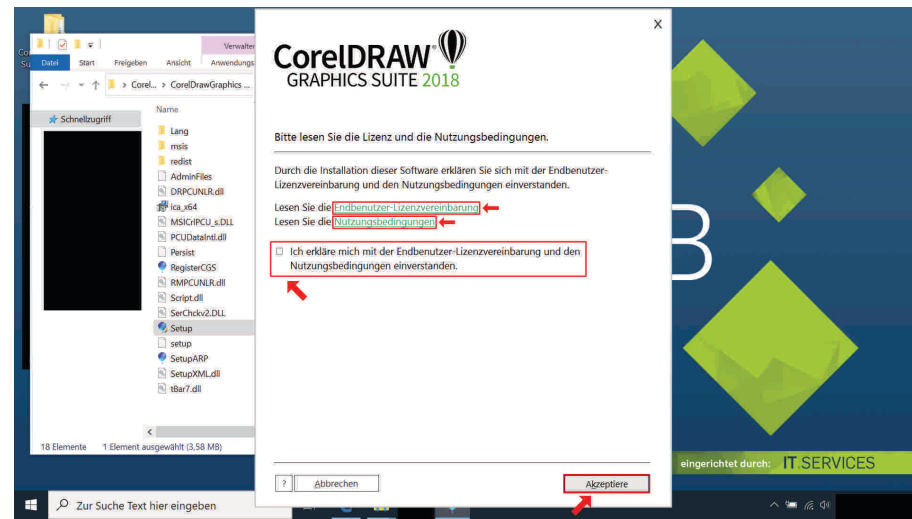 Verwalten
Datei Start Freigeben Ansicht Anwendungs
> Corel... > CorelDrawGraphics ...
Schnellzugriff
Name
Lang
msis
redist
AdminFiles
DRPCUNLR.dll
ica_x64
MSICrIPCU_s.DLL
PCUDataIntl.dll
Persist
RegisterCGS
RMPCUNLR.dll
Script.dll
SerChckv2.DLL
Setup
setup
SetupARP
SetupXML.dll
tBar7.dll
18 Elemente 1 Element ausgewählt (3,58 MB)
X
CorelDRAW®
GRAPHICS SUITE 2018
Bitte lesen Sie die Lizenz und die Nutzungsbedingungen.
Durch die Installation dieser Software erklären Sie sich mit der Endbenutzer-
Lizenzvereinbarung und den Nutzungsbedingungen einverstanden.
Lesen Sie die Endbenutzer-Lizenzvereinbarung
Lesen Sie die Nutzungsbedingungen
Ich erkläre mich mit der Endbenutzer-Lizenzvereinbarung und den
Nutzungsbedingungen einverstanden.
? Abbrechen Akzeptiere
B
eingerichtet durch: IT.SERVICES
Zur Suche Text hier eingeben